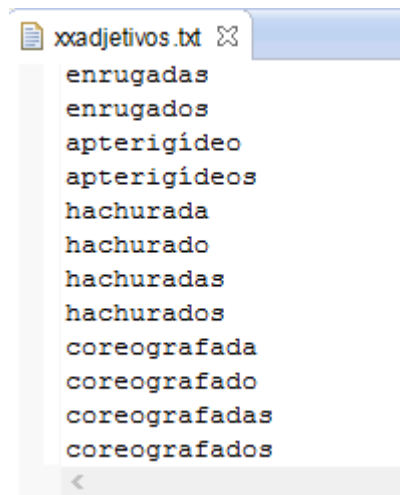 xxadjetivos.txt
enrugadas
enrugados
apterigídeo
apterigídeos
hachurada
hachurado
hachuradas
hachurados
coreografada
coreografado
coreografadas
coreografados